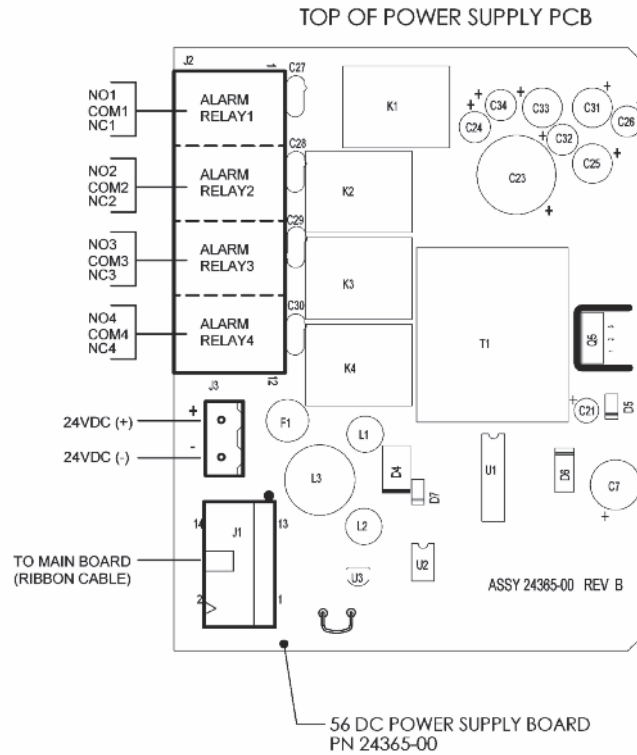 TOP OF POWER SUPPLY PCB
J2
1
C27
NO1
COM1
NC1
ALARM
RELAY1
K1
C34
C33
C31
C24
C32
C26
C28
C25
NO2
COM2
NC2
ALARM
RELAY2
K2
C23
C29
NO3
COM3
NC3
ALARM
RELAY3
K3
C30
NO4
COM4
NC4
ALARM
RELAY4
K4
T1
Q6
1 2 3
12
J3
+
24VDC (+)
-
24VDC (-)
F1
L1
C21
D5
L3
D4
D7
U1
D6
C7
14
J1
13
L2
TO MAIN BOARD
(RIBBON CABLE)
U3
U2
2
1
ASSY 24365-00 REV B
56 DC POWER SUPPLY BOARD
PN 24365-00